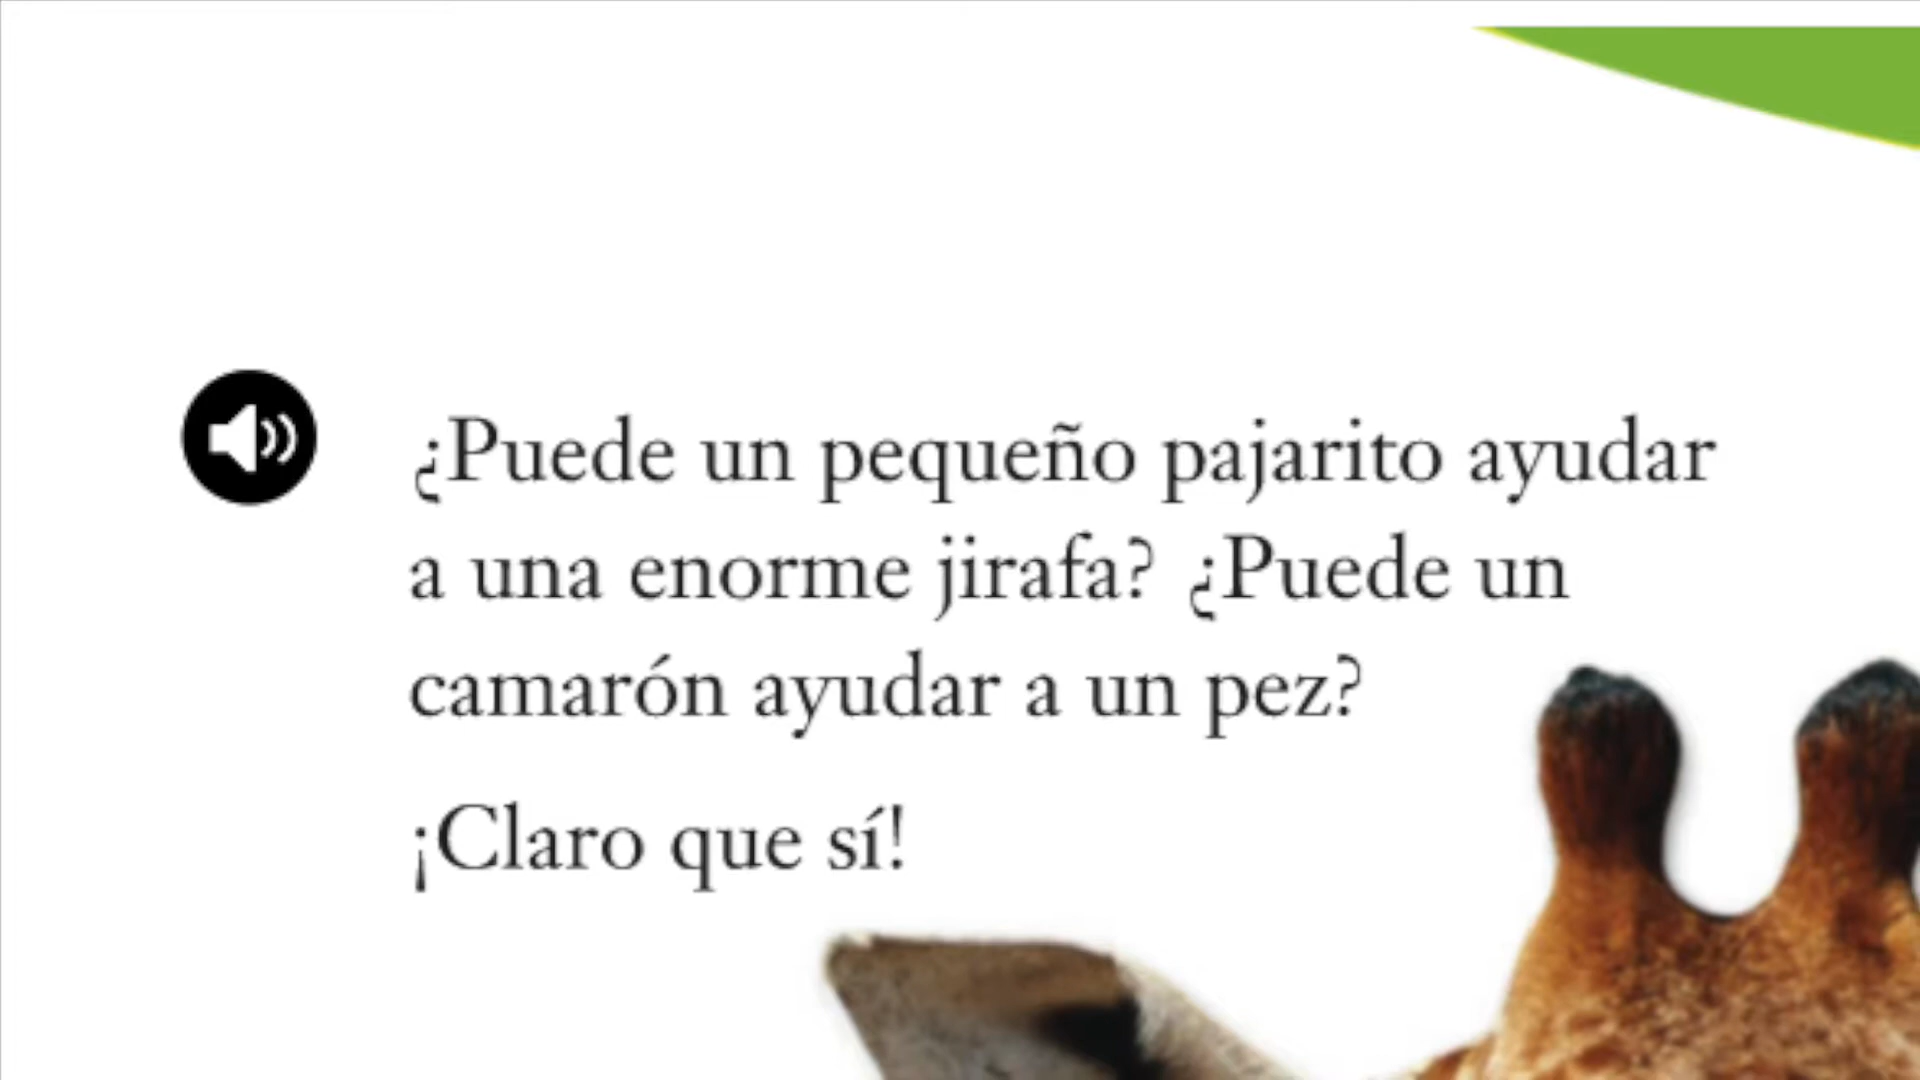 ¿Puede un pequeño pajarito ayudar
a una enorme jirafa? ¿Puede un
camarón ayudar a un pez?
¡Claro que sí!